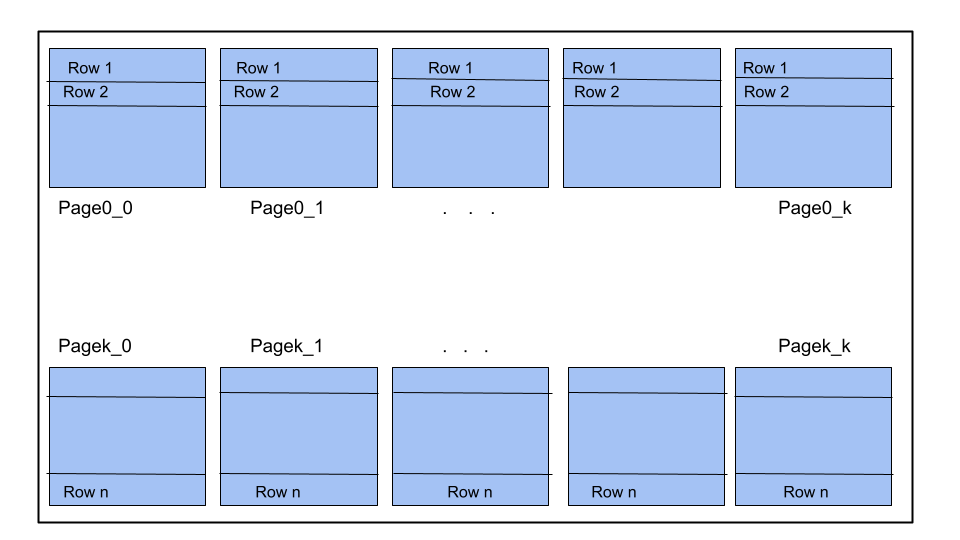 Row 1 Row 1 Row 1 Row 1 Row 1
Row 2 Row 2 Row 2 Row 2 Row 2
Page0_0 Page0_1 . . . Page0_k
Pagek_0 Pagek_1 . . . Pagek_k
Row n Row n Row n Row n Row n